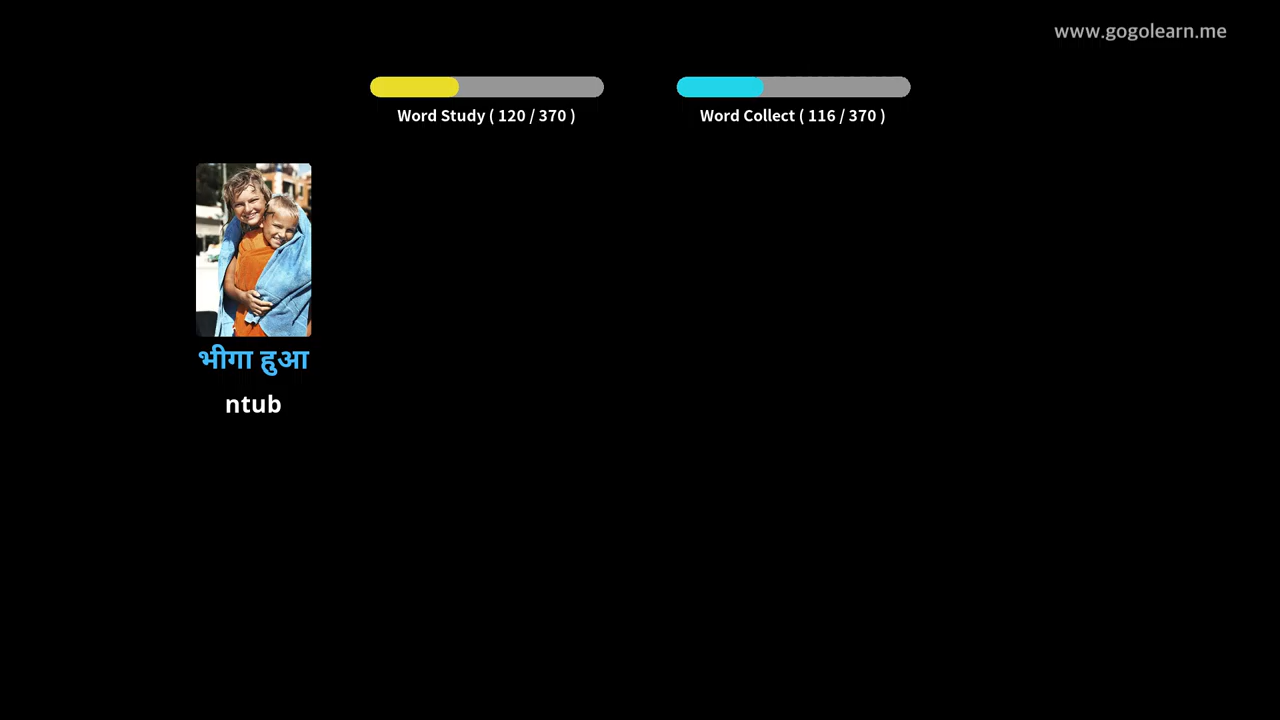 www.gogolearn.me
Word Study ( 120 / 370 )
Word Collect ( 116 / 370 )
भीगा हुआ
ntub